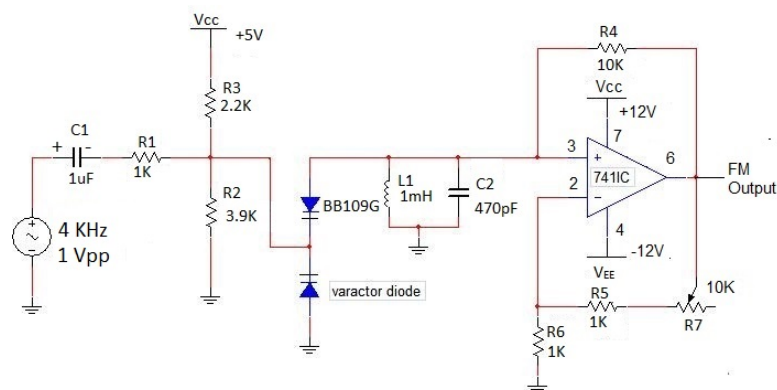 Vcc
+5V
R3
2.2K
C1
+ -
1uF
R1
1K
R2
3.9K
4 KHz
1 Vpp
+
BB109G
varactor diode
L1
1mH
C2
470pF
R4
10K
Vcc
+12V
7
3
+
741IC
6
2
-
4
FM
Output
-12V
VEE
R5
1K
10K
R7
R6
1K